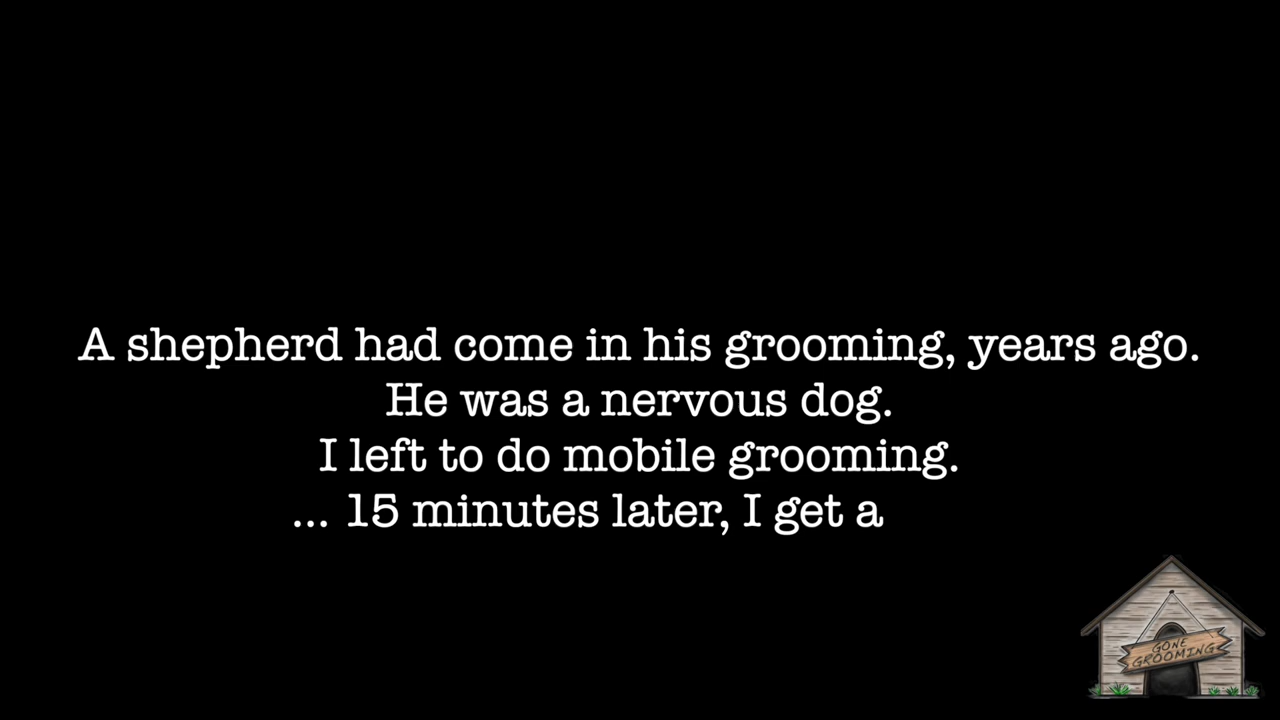 A shepherd had come in his grooming, years ago.
He was a nervous dog.
I left to do mobile grooming.
... 15 minutes later, I get a
GONE
GROOMING